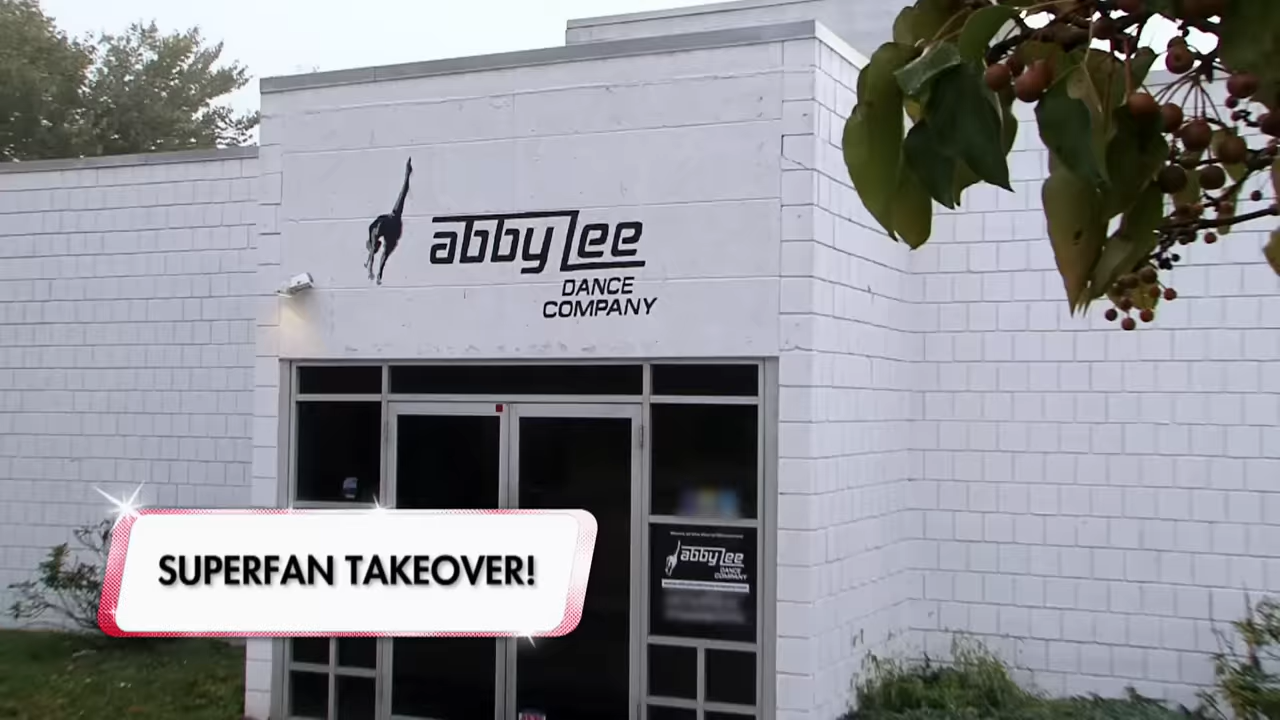 abby Lee
DANCE
COMPANY
abby Lee
DANCE
COMPANY
SUPERFAN TAKEOVER!